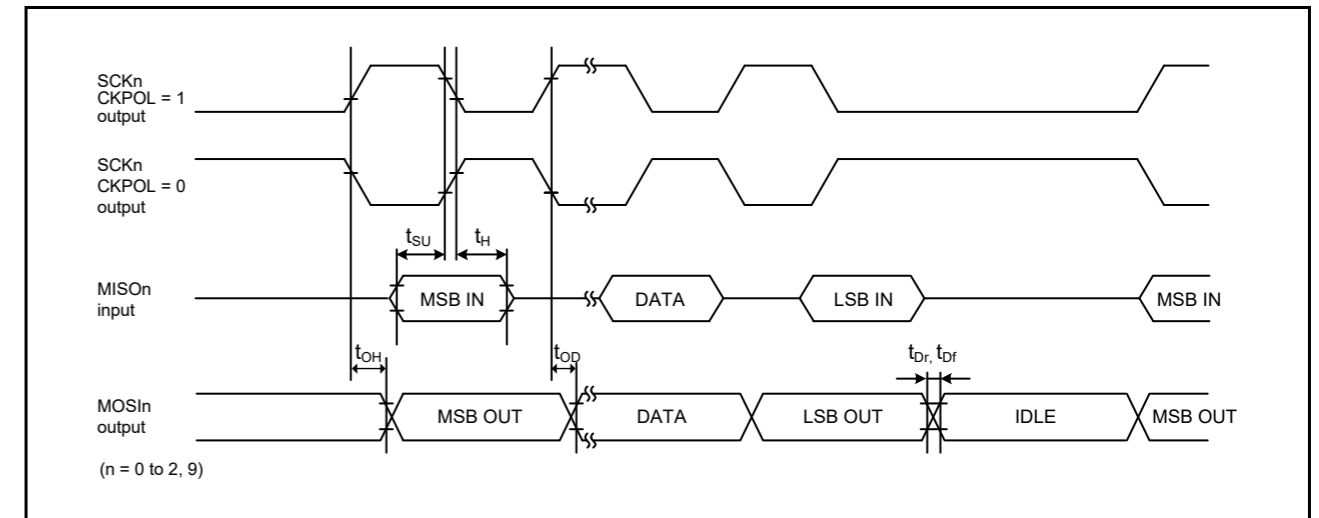 SCKn
CKPOL = 1
output
SCKn
CKPOL = 0
output
tSU
tH
MISOn
input
MSB IN
DATA
LSB IN
MSB IN
tOH
tOD
tDr, tDf
MOSIn
output
MSB OUT
DATA
LSB OUT
IDLE
MSB OUT
(n = 0 to 2, 9)